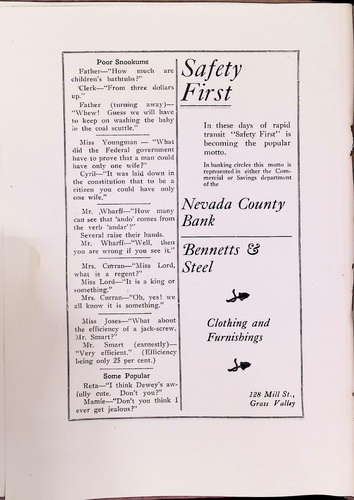 Poor Snookums
Father—"How much are
children's bathtubs?"
Clerk—"From three dollars
up."
Father (turning away)—
"Whew! Guess we will have
to keep on washing the baby
in the coal scuttle."
Miss Youngman — "What
did the Federal government
have to prove that a man could
have only one wife?"
Cyril—"It was laid down in
the constitution that to be a
citizen you could have only
one wife."
Mr. Wharff—"How many
can see that 'ando' comes from
the verb 'andar'?"
Several raise their hands.
Mr. Wharff—"Well, then
you are wrong if you see it."
Mrs. Curran—"Miss Lord,
what is a regent?"
Miss Lord—"It is a king or
something."
Mrs. Curran—"Oh, yes! we
all know it is something."
Miss Joses—"What about
the efficiency of a jack-screw,
Mr. Smart?"
Mr. Smart (earnestly)—
"Very efficient." (Efficiency
being only 25 per cent.)
Some Popular
Reta—"I think Dewey's aw-
fully cute. Don't you?"
Mamie—"Don't you think I
ever get jealous?"
Safety
First
In these days of rapid
transit "Safety First" is
becoming the popular
motto.
In banking circles this motto is
represented in either the Com-
mercial or Savings department
of the
Nevada County
Bank
Bennetts &
Steel
Clothing and
Furnishings
128 Mill St.,
Grass Valley